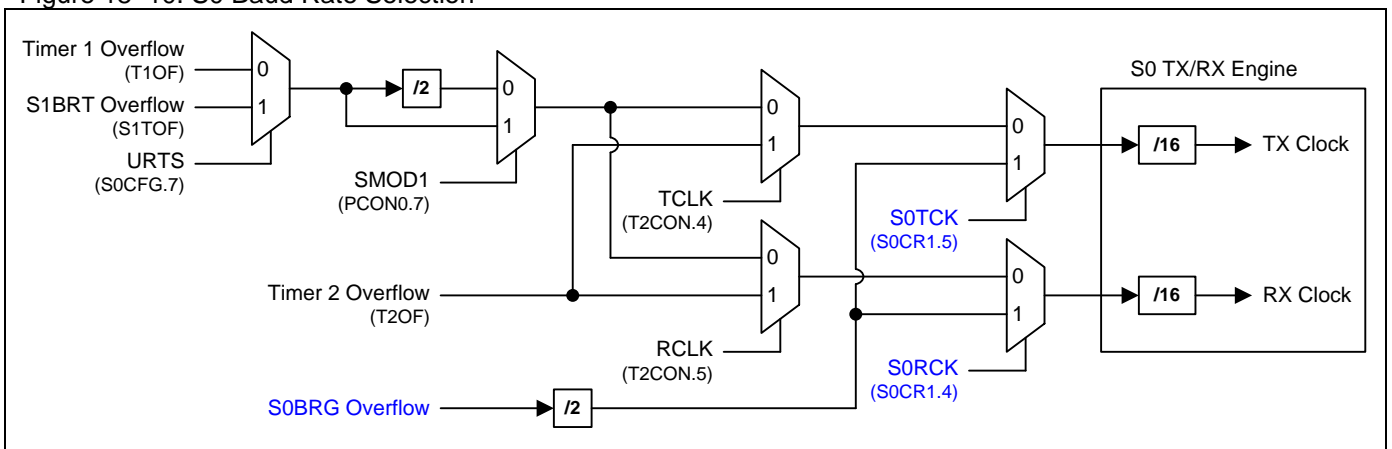 Figure 18–10. S0 Baud Rate Selection
Timer 1 Overflow
(T1OF)
0
S1BRT Overflow
(S1TOF)
1
URTS
(S0CFG.7)
/2
0
1
SMOD1
(PCON0.7)
0
1
TCLK
(T2CON.4)
0
1
S0TCK
(S0CR1.5)
S0 TX/RX Engine
/16
TX Clock
Timer 2 Overflow
(T2OF)
0
1
RCLK
(T2CON.5)
0
1
S0RCK
(S0CR1.4)
/16
RX Clock
S0BRG Overflow
/2